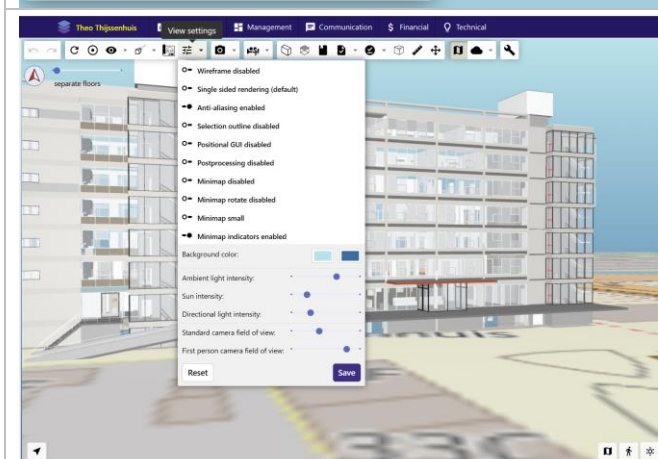 Theo Thijssenhuis
View settings
Management
Communication
$ Financial
Technical
separate floors
Wireframe disabled
Single sided rendering (default)
Anti-aliasing enabled
Selection outline disabled
Positional GUI disabled
Postprocessing disabled
Minimap disabled
Minimap rotate disabled
Minimap small
Minimap indicators enabled
Background color:
Ambient light intensity:
Sun intensity:
Directional light intensity:
Standard camera field of view:
First person camera field of view:
Reset
Save